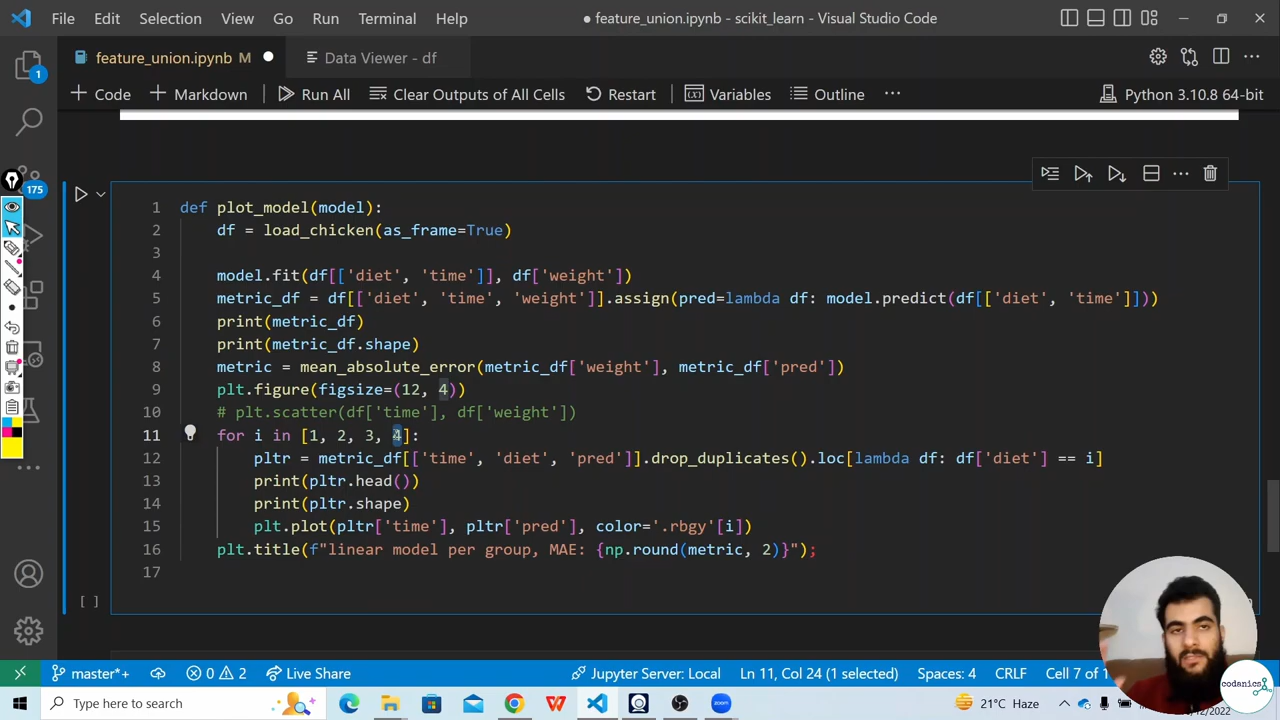 File Edit Selection View Go Run Terminal Help
● feature_union.ipynb - scikit_learn - Visual Studio Code
1
feature_union.ipynb M
Data Viewer - df
Code
Markdown
Run All
Clear Outputs of All Cells
Restart
Variables
Outline
Python 3.10.8 64-bit
175
1 def plot_model(model):
2 df = load_chicken(as_frame=True)
3
4 model.fit(df[['diet', 'time']], df['weight'])
5 metric_df = df[['diet', 'time', 'weight']].assign(pred=lambda df: model.predict(df[['diet', 'time']]))
6 print(metric_df)
7 print(metric_df.shape)
8 metric = mean_absolute_error(metric_df['weight'], metric_df['pred'])
9 plt.figure(figsize=(12, 4))
10 # plt.scatter(df['time'], df['weight'])
11 for i in [1, 2, 3, 4]:
12 pltr = metric_df[['time', 'diet', 'pred']].drop_duplicates().loc[lambda df: df['diet'] == i]
13 print(pltr.head())
14 print(pltr.shape)
15 plt.plot(pltr['time'], pltr['pred'], color='.rbgy'[i])
16 plt.title(f"linear model per group, MAE: {np.round(metric, 2)}");
17
[ ]
codanics
master*+
0 2
Live Share
Jupyter Server: Local
Ln 11, Col 24 (1 selected)
Spaces: 4
CRLF
Cell 7 of 1
Type here to search
21°C Haze
/12/2022